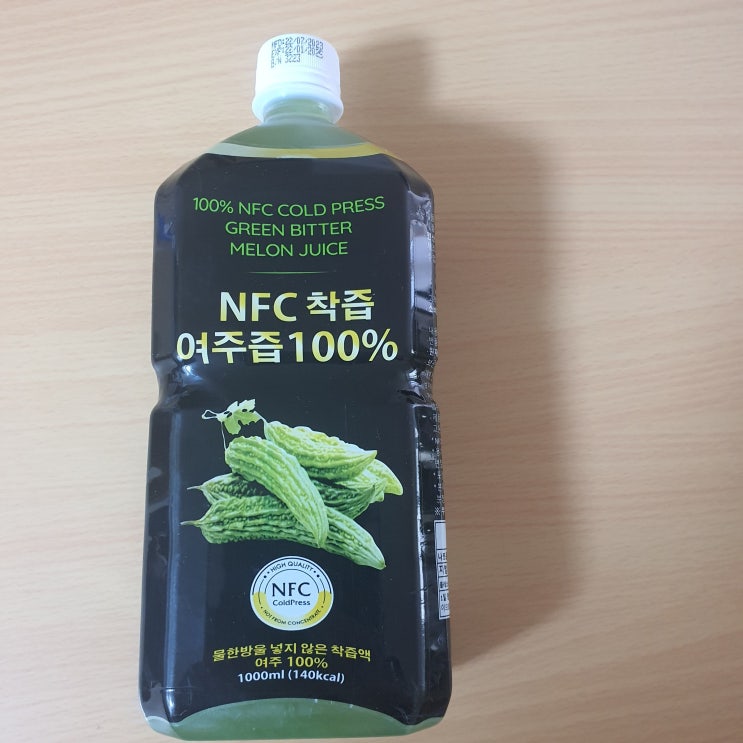 100% NFC COLD PRESS
GREEN BITTER
MELON JUICE
NFC 착즙
여주즙100%
HIGH QUALITY
NFC
ColdPress
NOT FROM CONCENTRATE
물한방울 넣지 않은 착즙액
여주 100%
1000ml (140kcal)